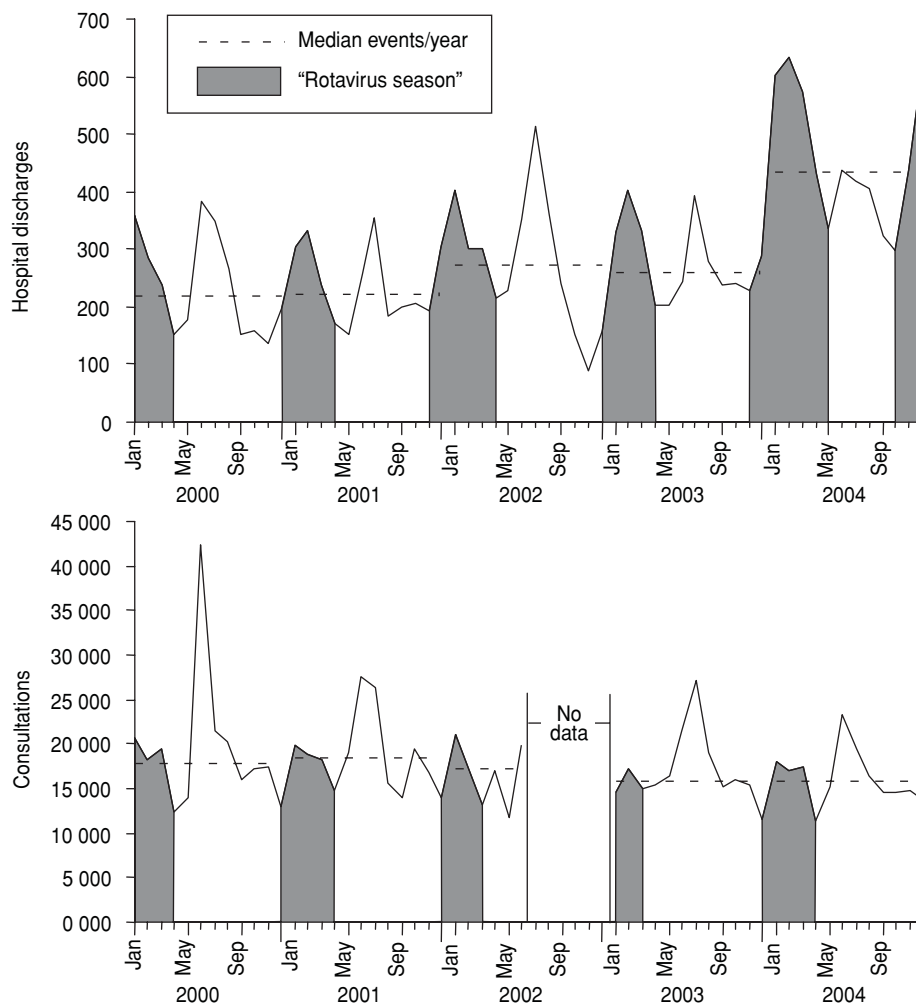 700
600
500
400
300
200
100
0
Hospital discharges
Median events/year
“Rotavirus season”
Jan May Sep Jan May Sep Jan May Sep Jan May Sep Jan May Sep
2000 2001 2002 2003 2004
45 000
40 000
35 000
30 000
25 000
20 000
15 000
10 000
5 000
0 000
Consultations
No
data
Jan May Sep Jan May Sep Jan May Sep Jan May Sep Jan May Sep
2000 2001 2002 2003 2004